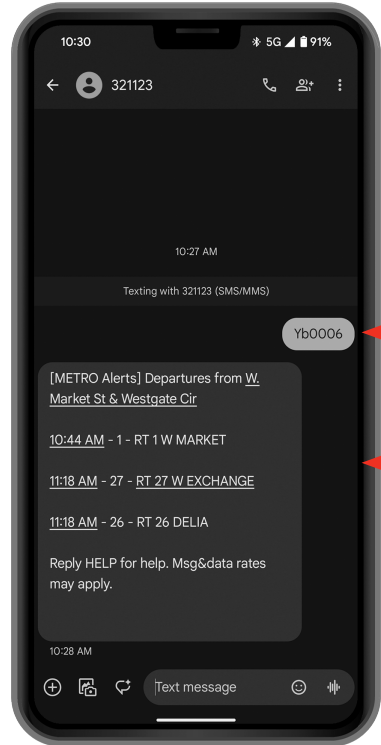 10:30
5G 91%
321123
10:27 AM
Texting with 321123 (SMS/MMS)
Yb0006
[METRO Alerts] Departures from W.
Market St & Westgate Cir
10:44 AM - 1 - RT 1 W MARKET
11:18 AM - 27 - RT 27 W EXCHANGE
11:18 AM - 26 - RT 26 DELIA
Reply HELP for help. Msg&data rates
may apply.
10:28 AM
Text message